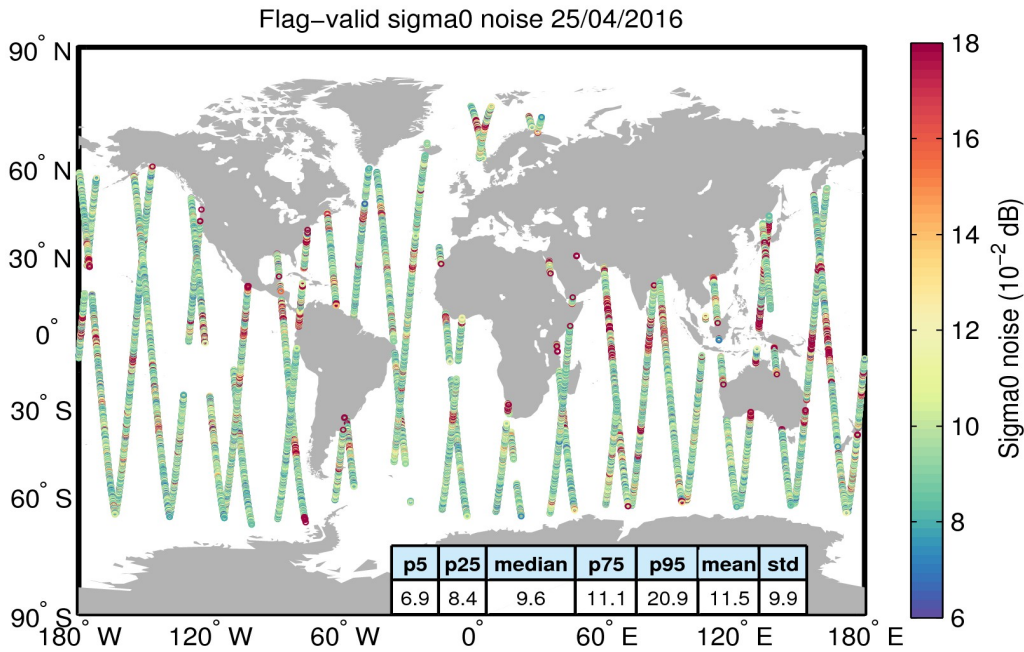 Flag−valid sigma0 noise 25/04/2016
90° N
60° N
30° N
0°
30° S
60° S
90° S
180° W
120° W
60° W
0°
60° E
120° E
180° E
p5 p25 median p75 p95 mean std
6.9 8.4 9.6 11.1 20.9 11.5 9.9
18
16
14
12
10
8
6
Sigma0 noise (10⁻² dB)